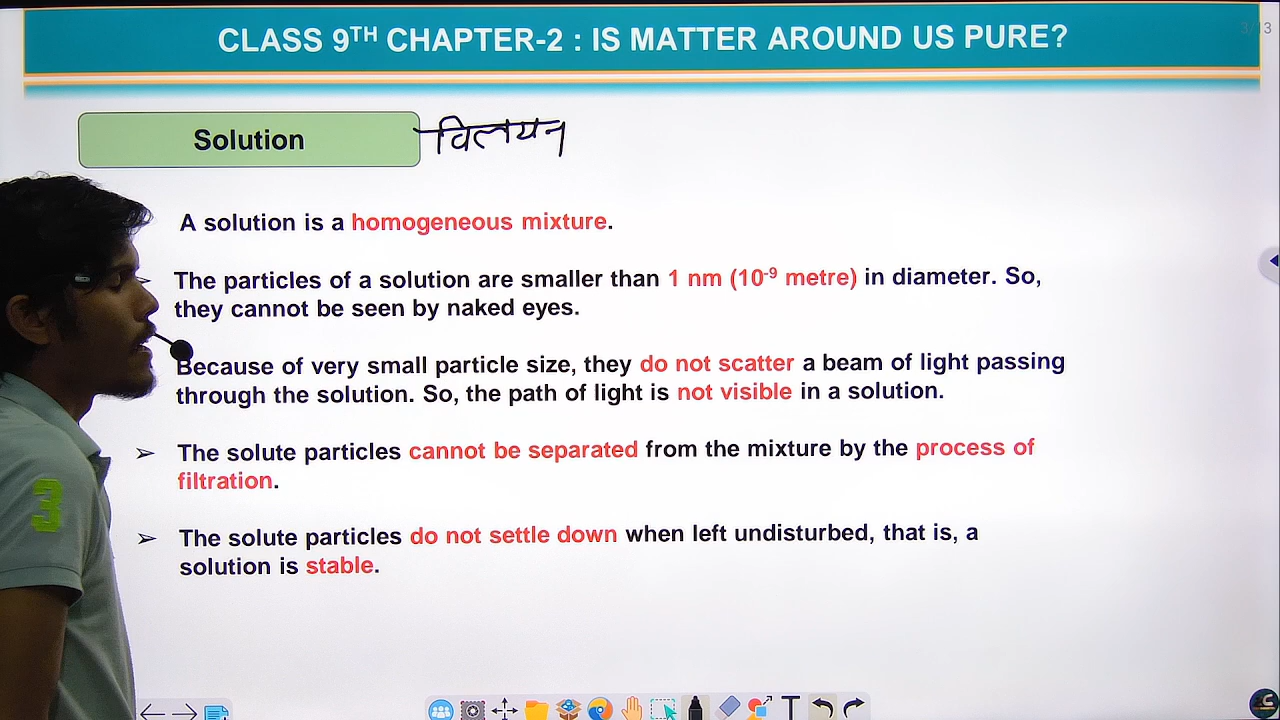 CLASS 9TH CHAPTER-2 : IS MATTER AROUND US PURE?
3/13
Solution
विलयन
A solution is a homogeneous mixture.
The particles of a solution are smaller than 1 nm (10-9 metre) in diameter. So,
they cannot be seen by naked eyes.
Because of very small particle size, they do not scatter a beam of light passing
through the solution. So, the path of light is not visible in a solution.
➢ The solute particles cannot be separated from the mixture by the process of
filtration.
➢ The solute particles do not settle down when left undisturbed, that is, a
solution is stable.
3